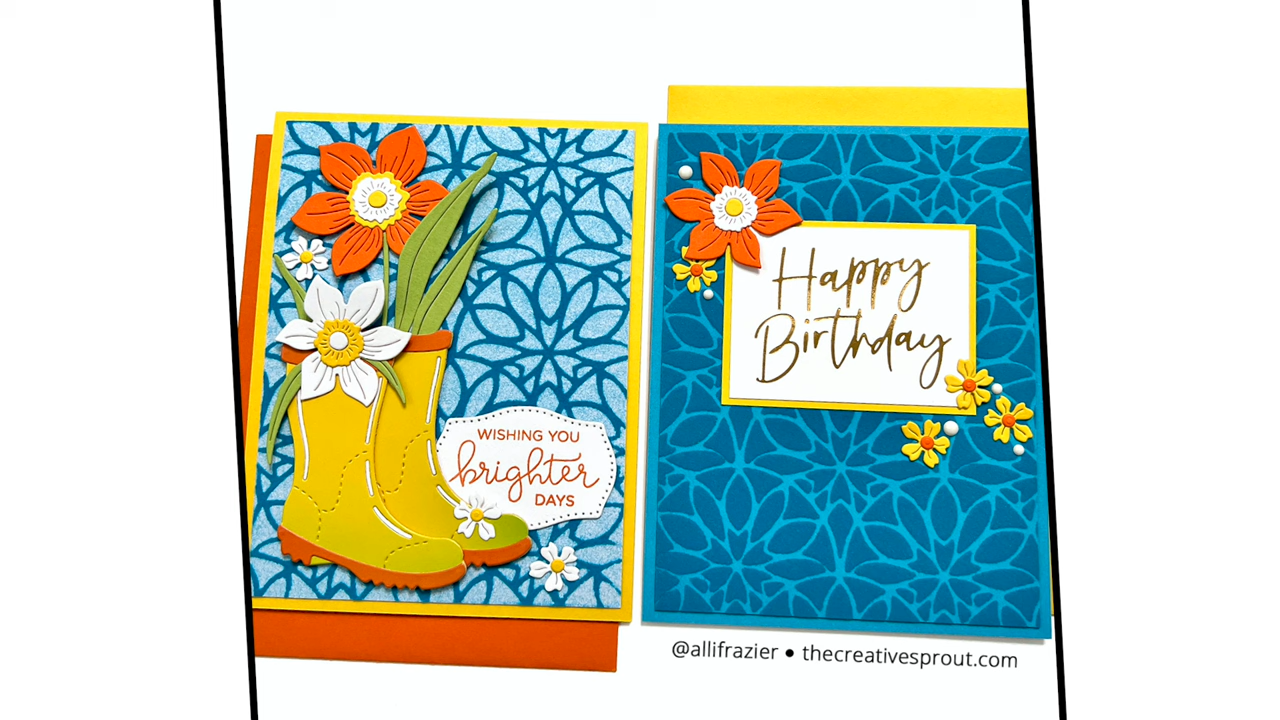 WISHING YOU
brighter
DAYS
Happy
Birthday
@allifrazier • thecreativesprout.com